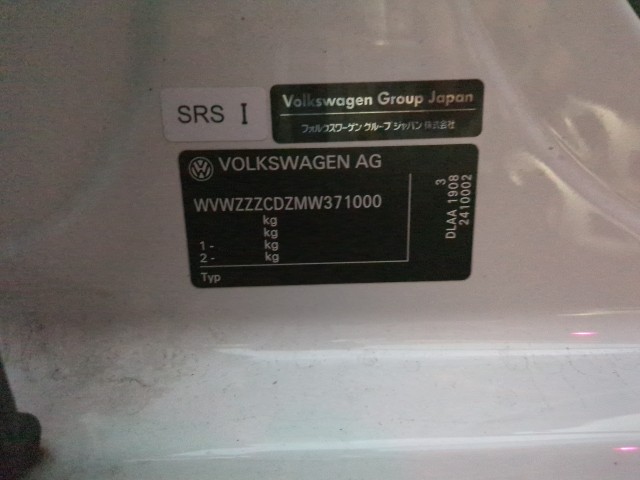 SRS I
Volkswagen Group Japan
フォルクスワーゲン グループ ジャパン 株式会社
VOLKSWAGEN AG
WVWZZZCDZMW371000
kg
kg
1 - kg
2 - kg
Typ
3
DLAA 1908
2410002